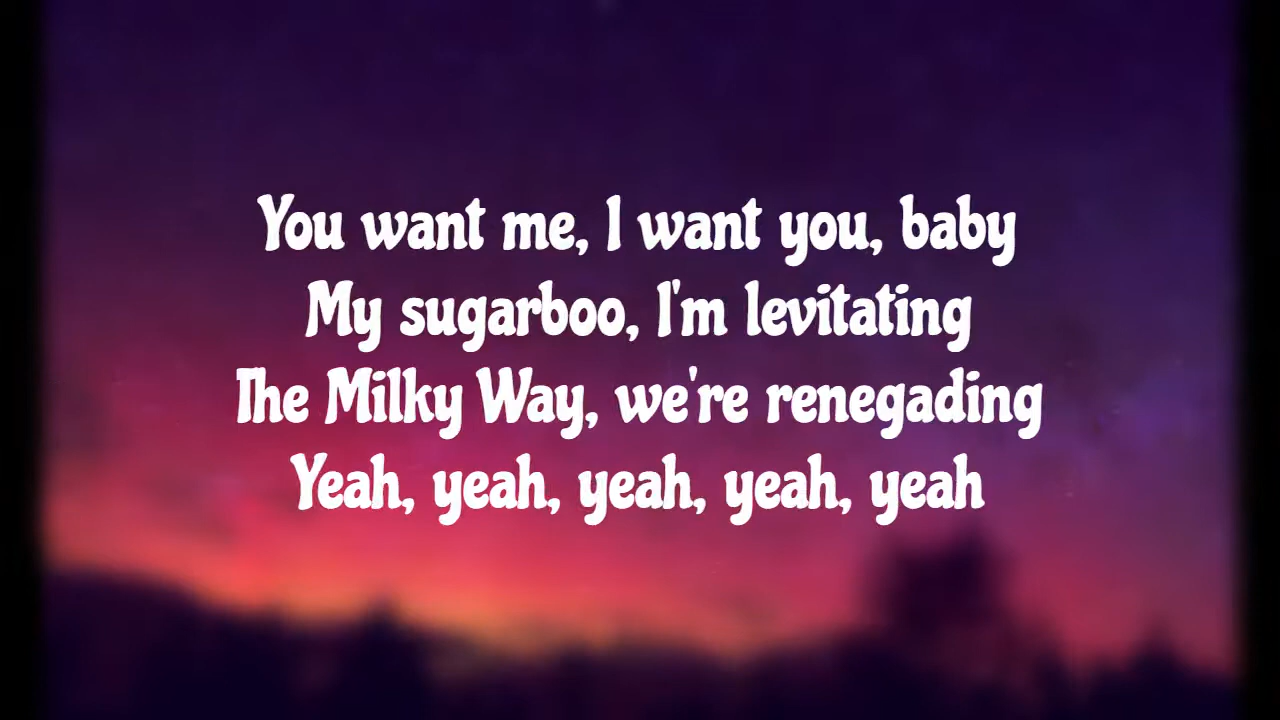 You want me, I want you, baby
My sugarboo, I'm levitating
The Milky Way, we're renegading
Yeah, yeah, yeah, yeah, yeah